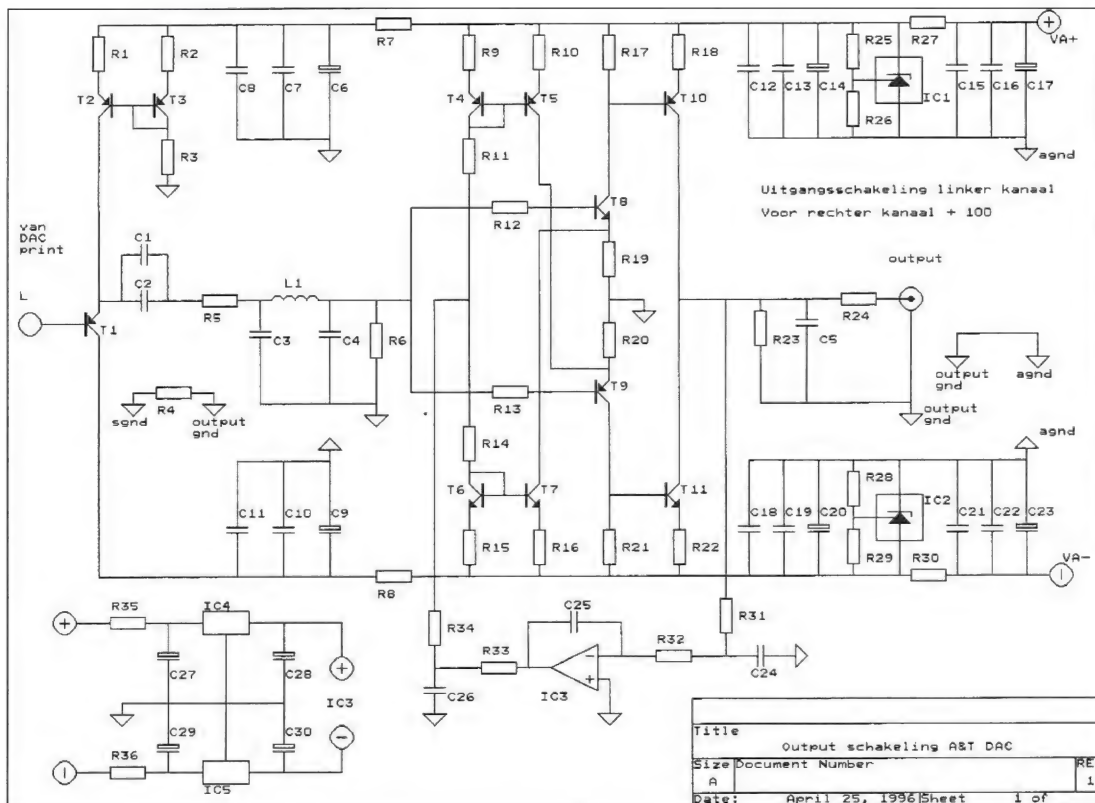 R1
R2
R7
R9
R10
R17
R18
R25
R27
VA+
T2
T3
C8
C7
C6
T4
T5
T10
C12
C13
C14
IC1
C15
C16
C17
R26
R3
R11
agnd
Uitgangsschakeling linker kanaal
Voor rechter kanaal + 100
van
DAC
print
C1
C2
L
T1
R5
L1
C3
C4
R6
R12
T8
R19
R20
output
R24
R23
C5
output
gnd
agnd
output
gnd
R4
sgnd
output
gnd
R13
T9
R14
agnd
C11
C10
C9
T6
T7
T11
R28
IC2
C18
C19
C20
C21
C22
C23
R15
R16
R21
R22
R29
R30
VA-
R8
R35
IC4
C27
C28
IC3
C29
C30
R36
IC5
R34
C25
R31
R33
R32
C26
IC3
C24
Title
Output schakeling A&T DAC
Size
Document Number
RE
A
1
Date:
April 25, 1996
Sheet
1 of